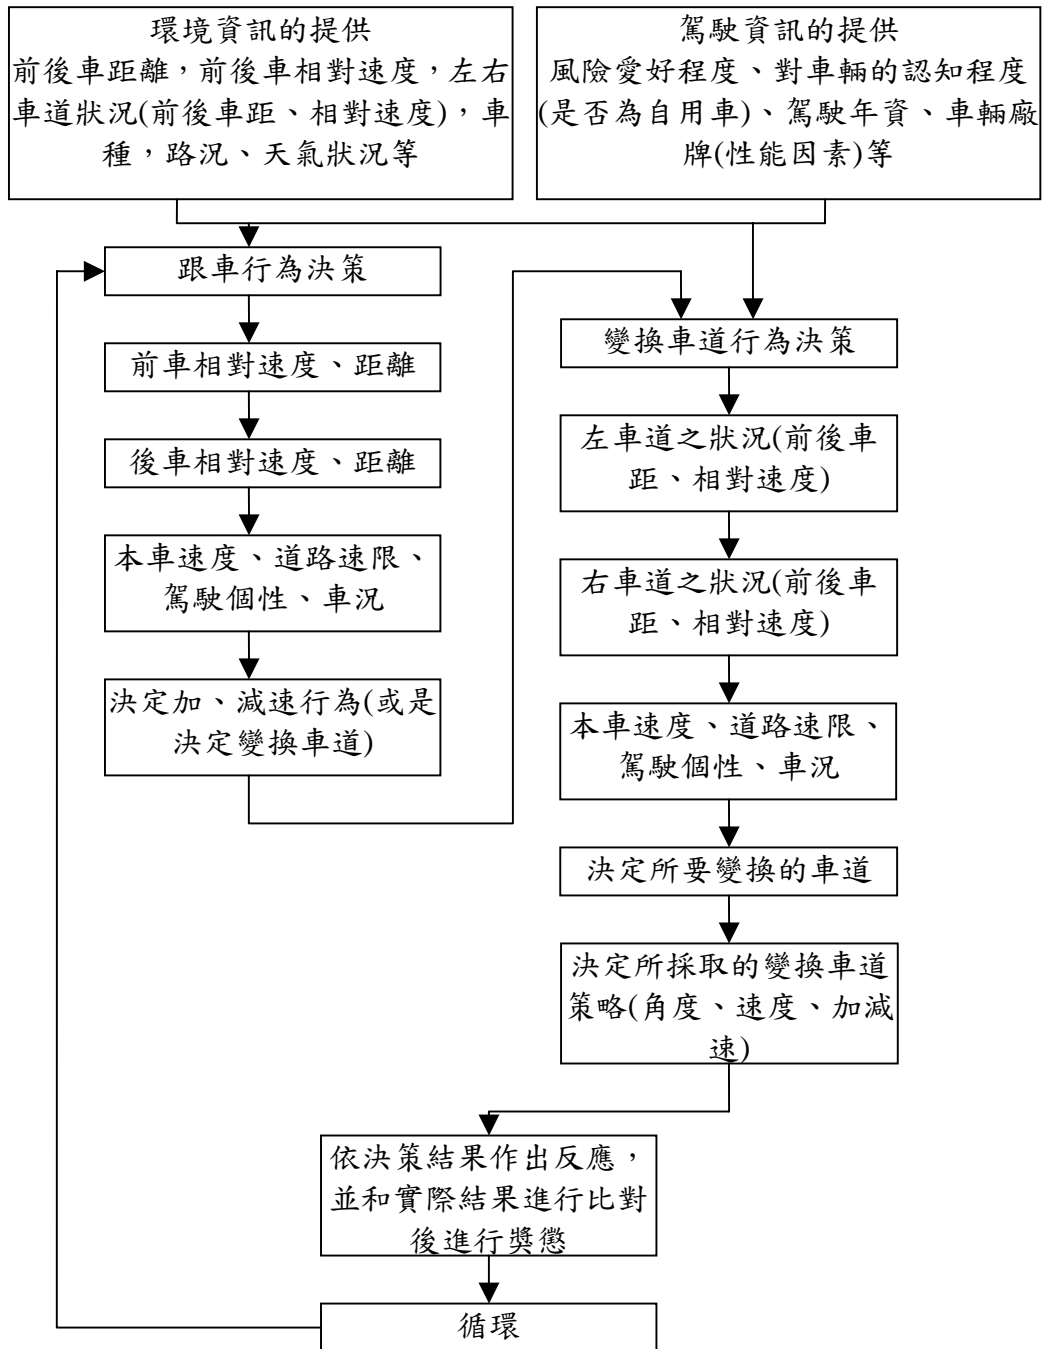 環境資訊的提供
前後車距離，前後車相對速度，左右
車道狀況(前後車距、相對速度)，車
種，路況、天氣狀況等
駕駛資訊的提供
風險愛好程度、對車輛的認知程度
(是否為自用車)、駕駛年資、車輛廠
牌(性能因素)等
跟車行為決策
前車相對速度、距離
後車相對速度、距離
本車速度、道路速限、
駕駛個性、車況
決定加、減速行為(或是
決定變換車道)
變換車道行為決策
左車道之狀況(前後車
距、相對速度)
右車道之狀況(前後車
距、相對速度)
本車速度、道路速限、
駕駛個性、車況
決定所要變換的車道
決定所採取的變換車道
策略(角度、速度、加減
速)
依決策結果作出反應，
並和實際結果進行比對
後進行獎懲
循環